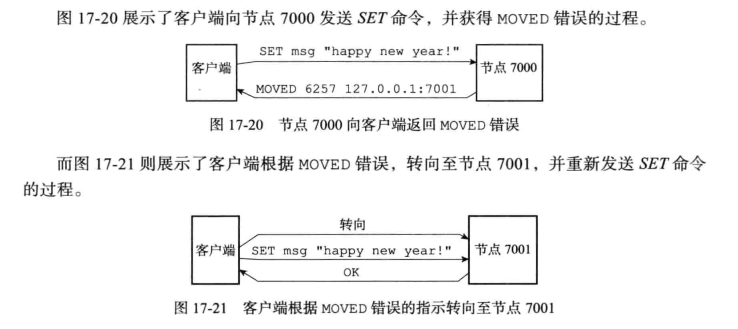 图 17-20 展示了客户端向节点 7000 发送 SET 命令，并获得 MOVED 错误的过程。
SET msg "happy new year!"
客户端
节点 7000
MOVED 6257 127.0.0.1:7001
图 17-20 节点 7000 向客户端返回 MOVED 错误
而图 17-21 则展示了客户端根据 MOVED 错误，转向至节点 7001，并重新发送 SET 命令
的过程。
转向
客户端
SET msg "happy new year!"
节点 7001
OK
图 17-21 客户端根据 MOVED 错误的指示转向至节点 7001